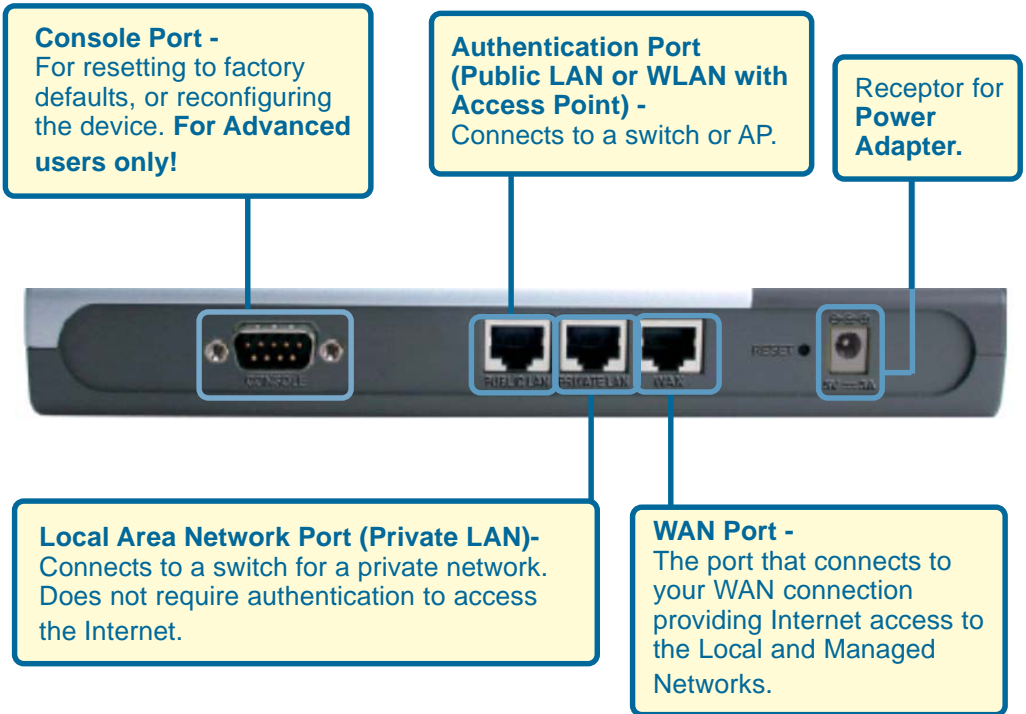 Console Port -
For resetting to factory
defaults, or reconfiguring
the device. For Advanced
users only!
Authentication Port
(Public LAN or WLAN with
Access Point) -
Connects to a switch or AP.
Receptor for
Power
Adapter.
CONSOLE
PUBLIC LAN
PRIVATE LAN
WAN
RESET
5V 3A
Local Area Network Port (Private LAN)-
Connects to a switch for a private network.
Does not require authentication to access
the Internet.
WAN Port -
The port that connects to
your WAN connection
providing Internet access to
the Local and Managed
Networks.